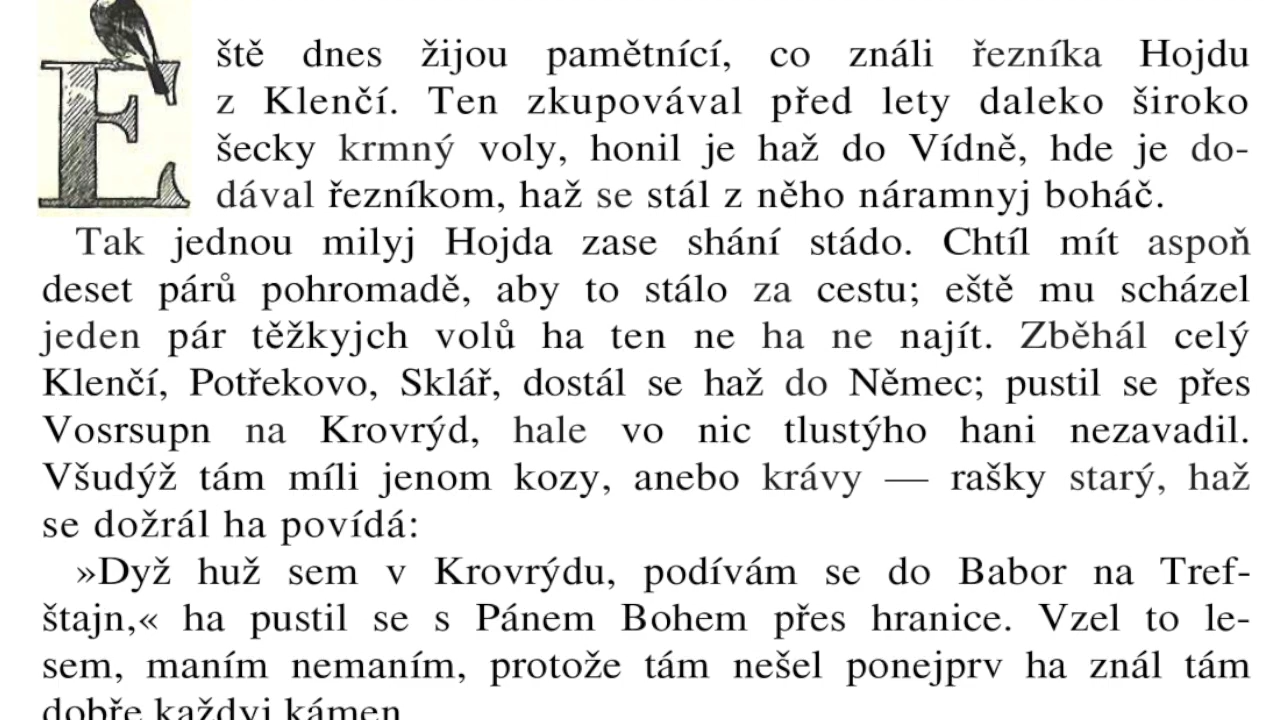 Eště dnes žijou pamětnící, co ználi řezníka Hojdu
z Klenčí. Ten zkupovával před lety daleko široko
šecky krmný voly, honil je haž do Vídně, hde je do-
dával řezníkom, haž se stál z něho náramnyj boháč.
Tak jednou milyj Hojda zase shání stádo. Chtíl mít aspoň
deset párů pohromadě, aby to stálo za cestu; eště mu scházel
jeden pár těžkyjch volů ha ten ne ha ne najít. Zběhál celý
Klenčí, Potřekovo, Sklář, dostál se haž do Němec; pustil se přes
Vosrsupn na Krovrýd, hale vo nic tlustýho hani nezavadil.
Všudýž tám míli jenom kozy, anebo krávy — rašky starý, haž
se dožrál ha povídá:
»Dyž huž sem v Krovrýdu, podívám se do Babor na Tref-
štajn,« ha pustil se s Pánem Bohem přes hranice. Vzel to le-
sem, maním nemaním, protože tám nešel ponejprv ha znál tám
dobře každyj kámen